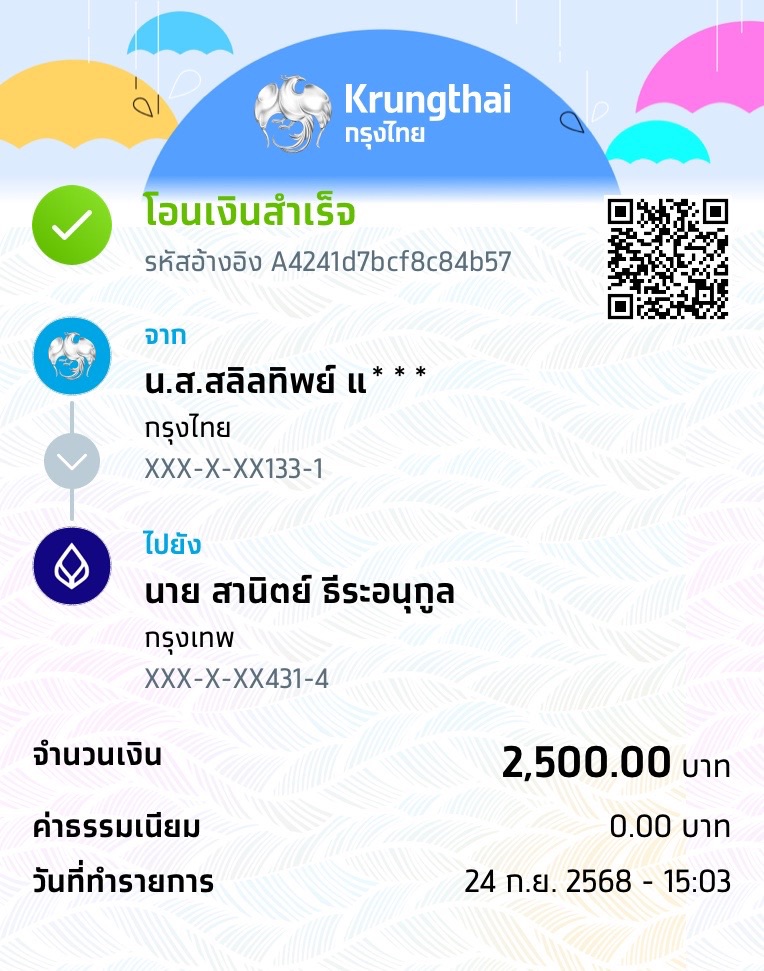 Krungthai
กรุงไทย
โอนเงินสำเร็จ
รหัสอ้างอิง A4241d7bcf8c84b57
จาก
น.ส.สลิลทิพย์ แ***
กรุงไทย
XXX-X-XX133-1
ไปยัง
นาย สานิตย์ ธีระอนุกูล
กรุงเทพ
XXX-X-XX431-4
จำนวนเงิน 2,500.00 บาท
ค่าธรรมเนียม 0.00 บาท
วันที่ทำรายการ 24 ก.ย. 2568 - 15:03